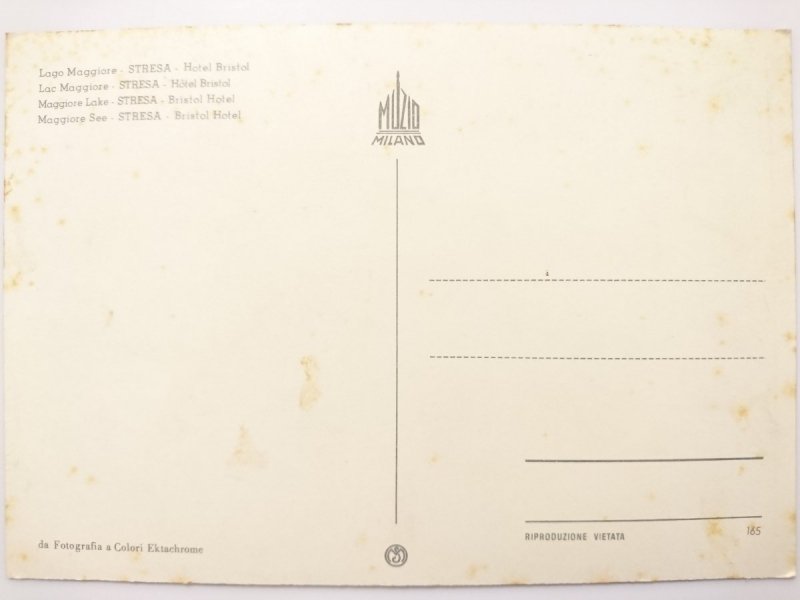 Lago Maggiore - STRESA - Hotel Bristol
Lac Maggiore - STRESA - Hôtel Bristol
Maggiore Lake - STRESA - Bristol Hotel
Maggiore See - STRESA - Bristol Hotel
MUZIO
MILANO
da Fotografia a Colori Ektachrome
RIPRODUZIONE VIETATA
165